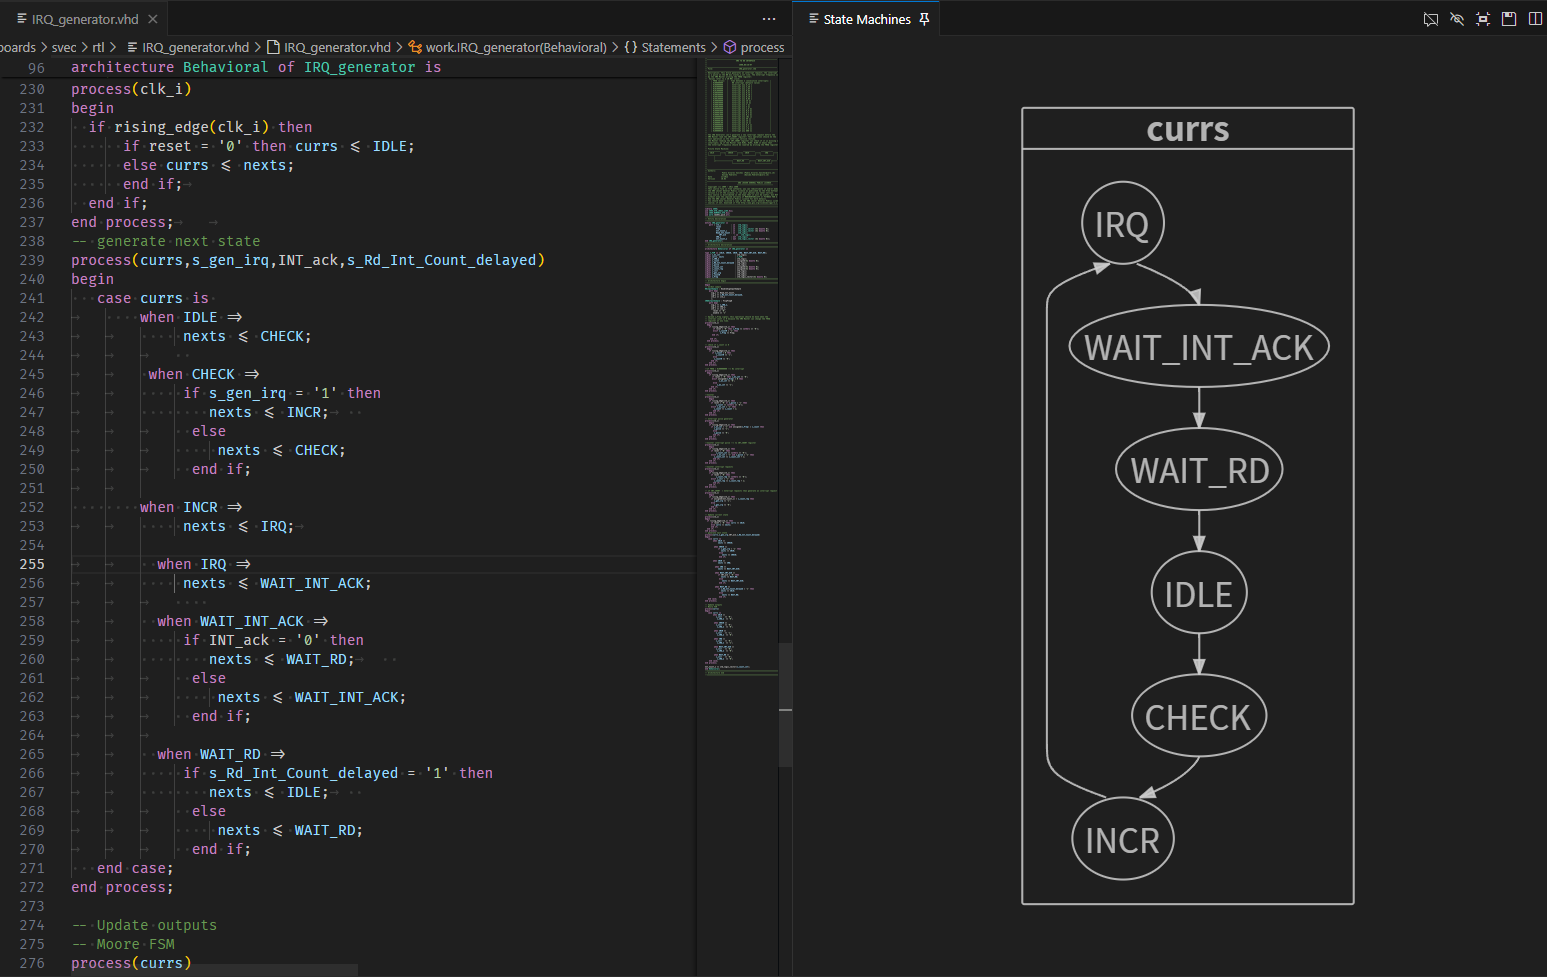 IRQ_generator.vhd
State Machines
boards > svec > rtl > IRQ_generator.vhd > IRQ_generator.vhd > work.IRQ_generator(Behavioral) > {} Statements > process
96 architecture Behavioral of IRQ_generator is
230 process(clk_i)
231 begin
232 if rising_edge(clk_i) then
233 if reset = '0' then currs <= IDLE;
234 else currs <= nexts;
235 end if;
236 end if;
237 end process;
238 -- generate next state
239 process(currs,s_gen_irq,INT_ack,s_Rd_Int_Count_delayed)
240 begin
241 case currs is
242 when IDLE =>
243 nexts <= CHECK;
244
245 when CHECK =>
246 if s_gen_irq = '1' then
247 nexts <= INCR;
248 else
249 nexts <= CHECK;
250 end if;
251
252 when INCR =>
253 nexts <= IRQ;
254
255 when IRQ =>
256 nexts <= WAIT_INT_ACK;
257
258 when WAIT_INT_ACK =>
259 if INT_ack = '0' then
260 nexts <= WAIT_RD;
261 else
262 nexts <= WAIT_INT_ACK;
263 end if;
264
265 when WAIT_RD =>
266 if s_Rd_Int_Count_delayed = '1' then
267 nexts <= IDLE;
268 else
269 nexts <= WAIT_RD;
270 end if;
271 end case;
272 end process;
273
274 -- Update outputs
275 -- Moore FSM
276 process(currs)
currs
IRQ
WAIT_INT_ACK
WAIT_RD
IDLE
CHECK
INCR